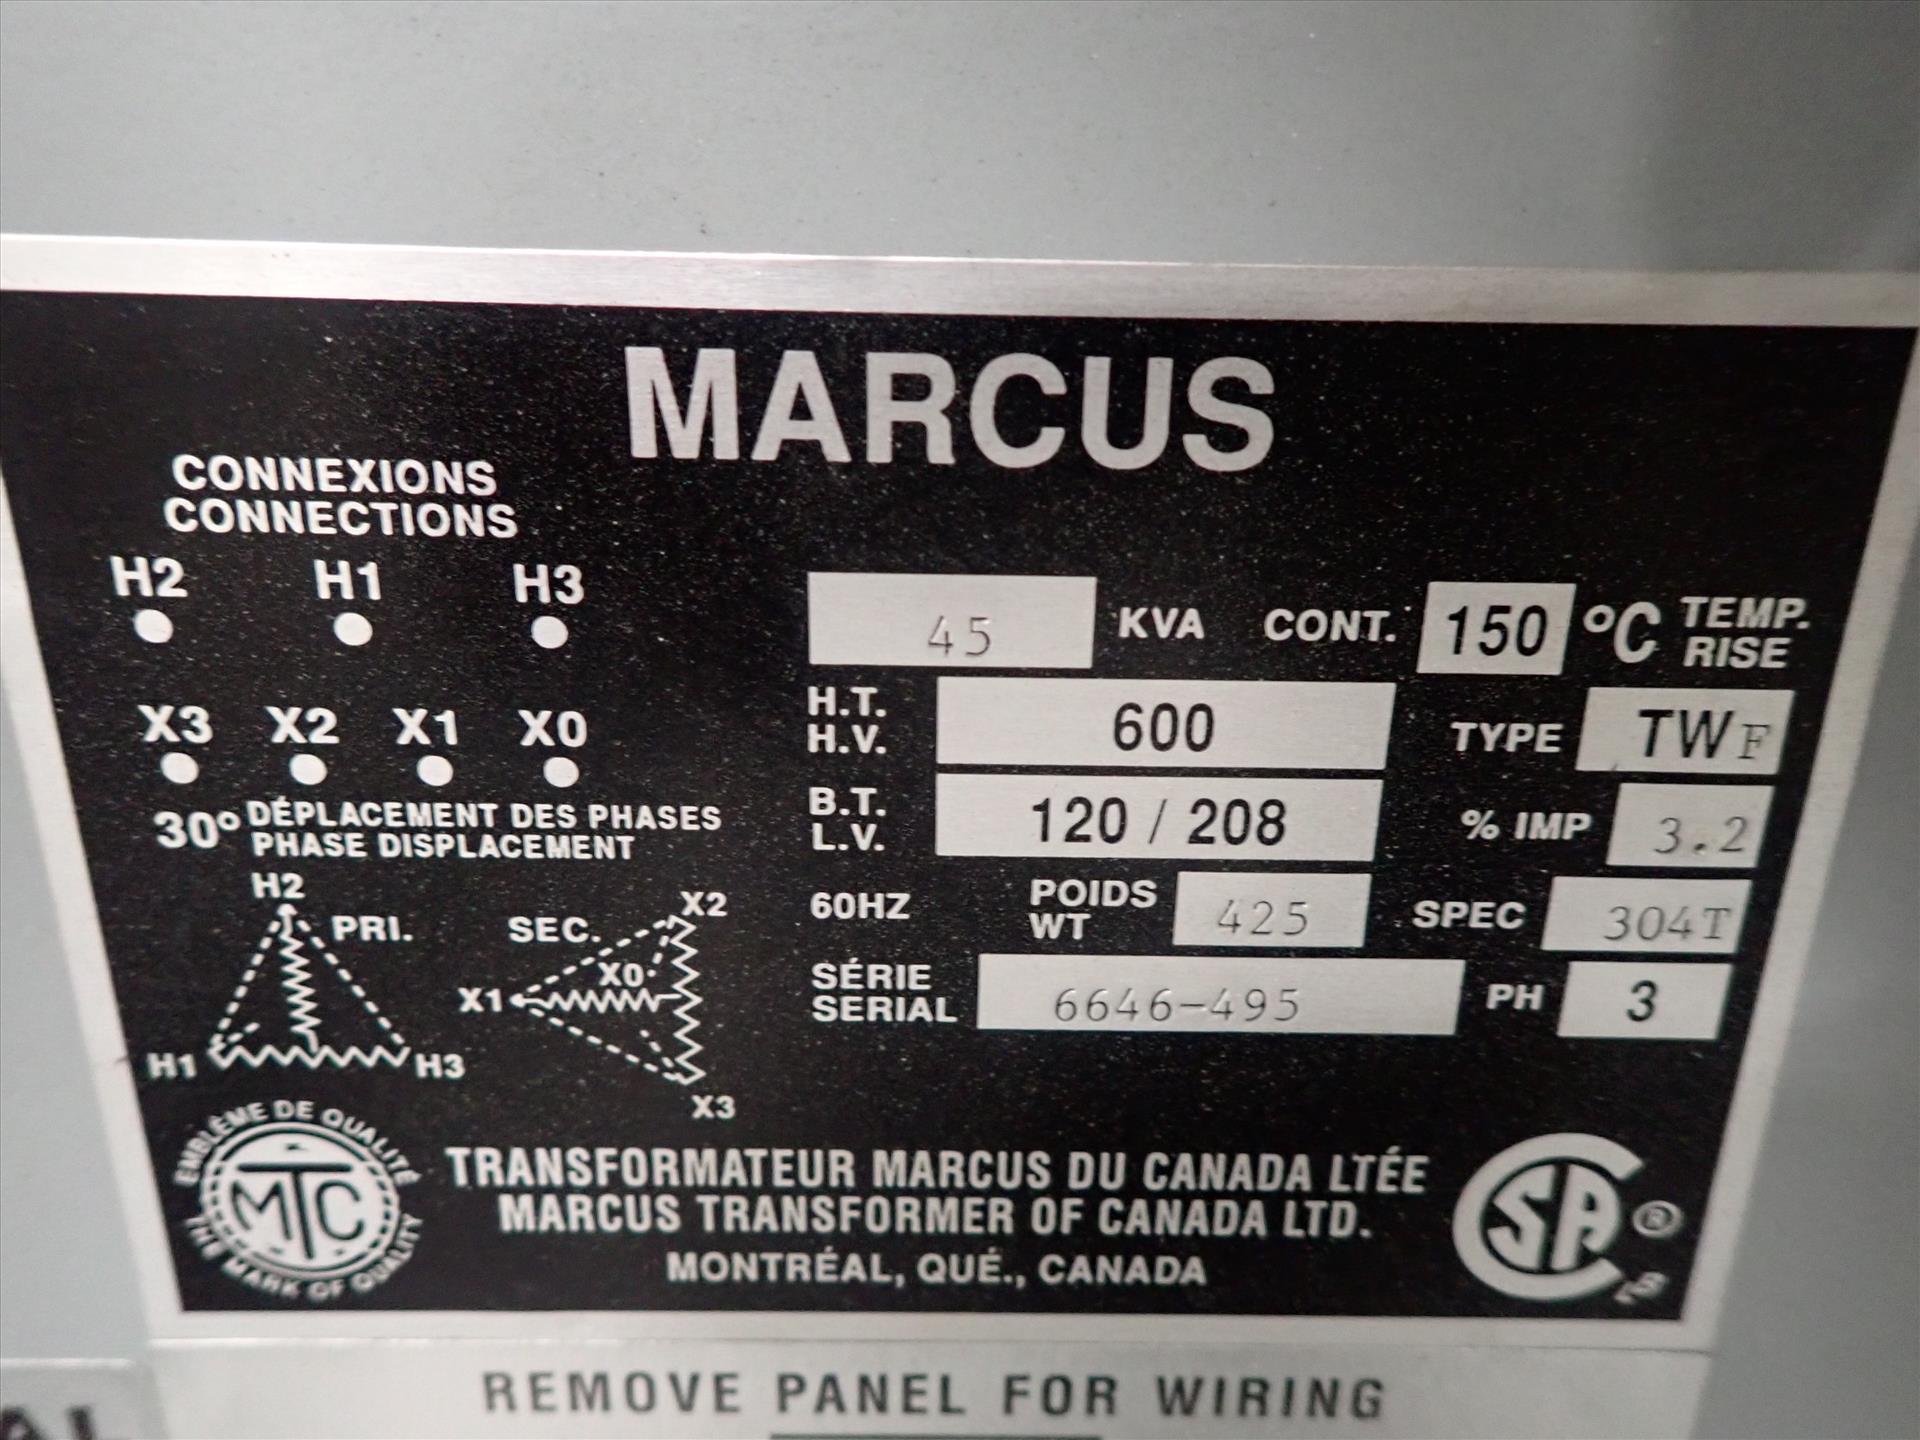 MARCUS
CONNEXIONS
CONNECTIONS
H2 H1 H3
X3 X2 X1 X0
30° DÉPLACEMENT DES PHASES
PHASE DISPLACEMENT
H2
PRI.
H1 H3
SEC.
X2
X0
X1
X3
45 KVA CONT. 150 °C TEMP. RISE
H.T.
H.V. 600 TYPE TWF
B.T.
L.V. 120 / 208 % IMP 3.2
60HZ POIDS
WT 425 SPEC 304T
SÉRIE
SERIAL 6646-495 PH 3
EMBLÈME DE QUALITÉ
MTC
THE MARK OF QUALITY
TRANSFORMATEUR MARCUS DU CANADA LTÉE
MARCUS TRANSFORMER OF CANADA LTD.
MONTRÉAL, QUÉ., CANADA
CSA ®
REMOVE PANEL FOR WIRING